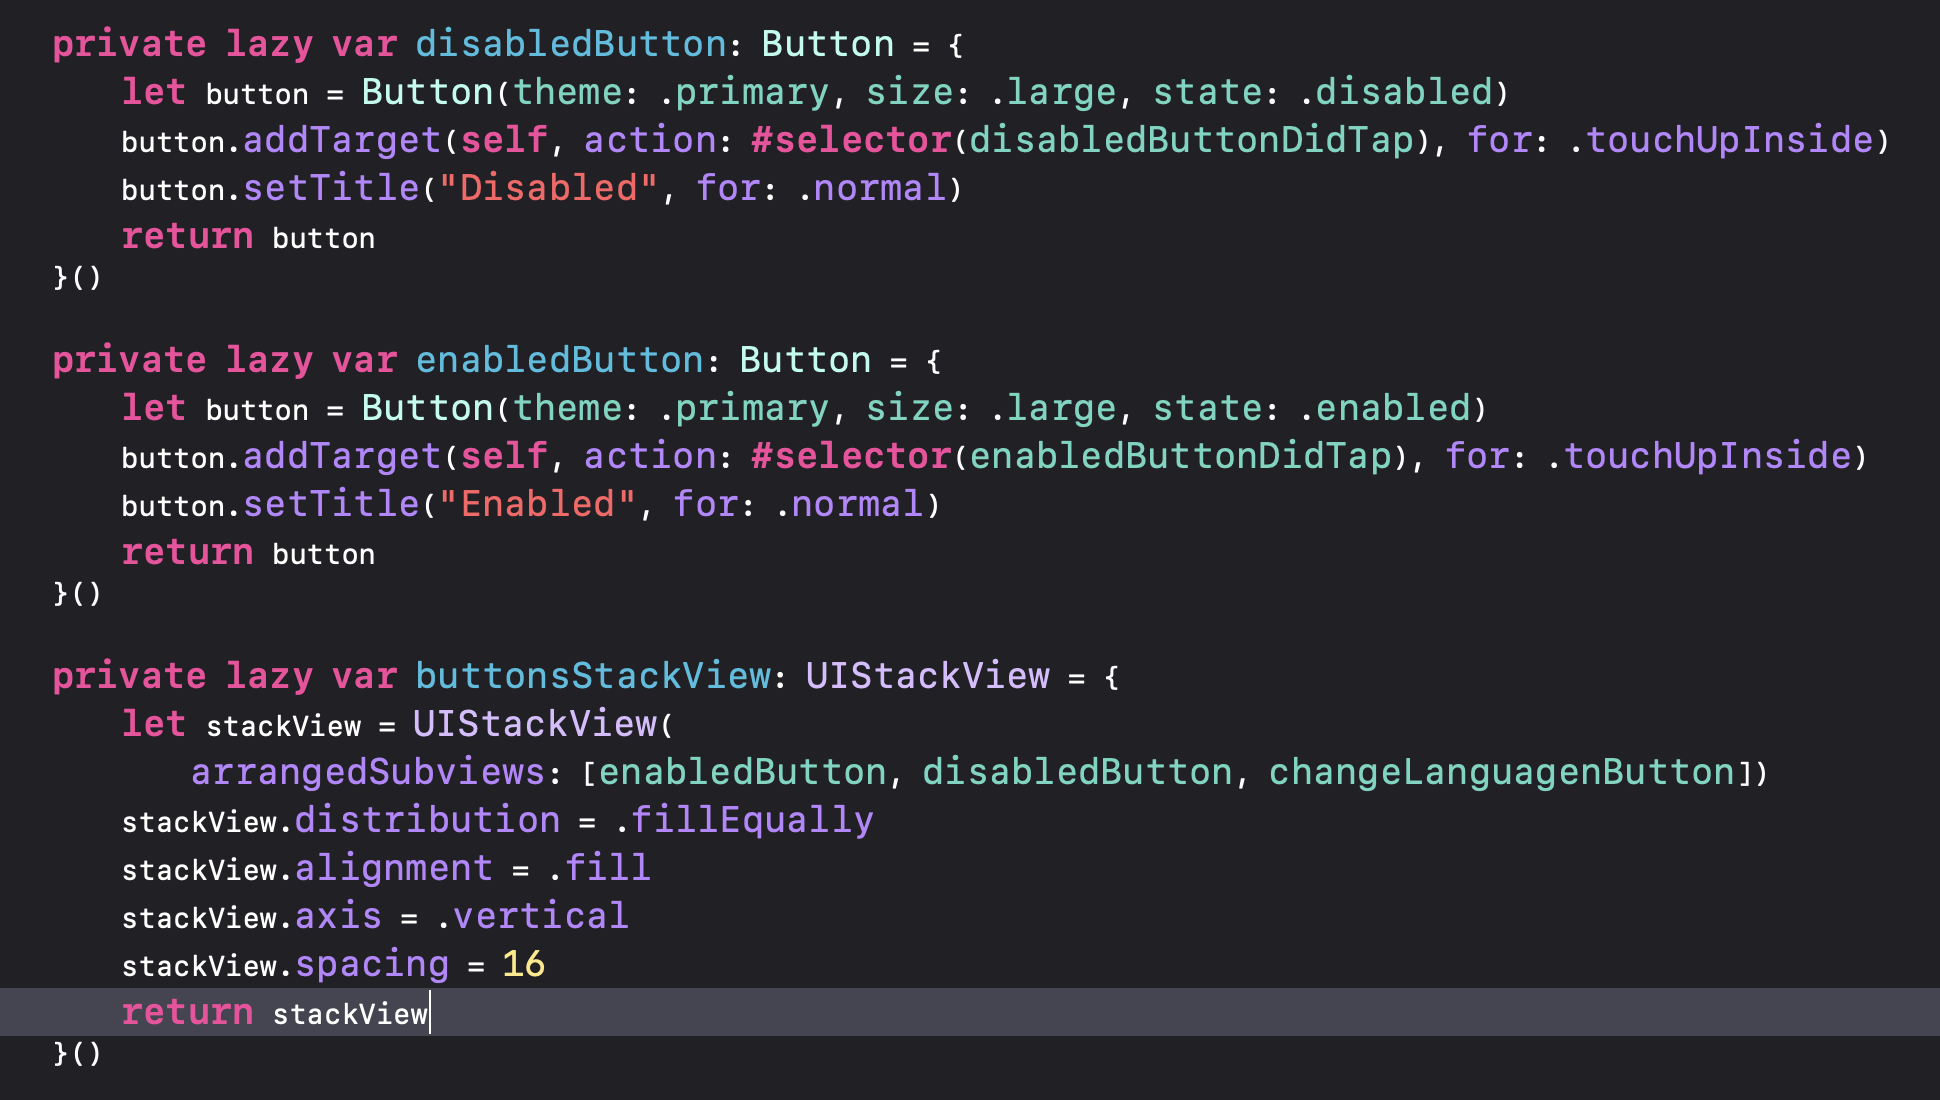 private lazy var disabledButton: Button = {
    let button = Button(theme: .primary, size: .large, state: .disabled)
    button.addTarget(self, action: #selector(disabledButtonDidTap), for: .touchUpInside)
    button.setTitle("Disabled", for: .normal)
    return button
}()

private lazy var enabledButton: Button = {
    let button = Button(theme: .primary, size: .large, state: .enabled)
    button.addTarget(self, action: #selector(enabledButtonDidTap), for: .touchUpInside)
    button.setTitle("Enabled", for: .normal)
    return button
}()

private lazy var buttonsStackView: UIStackView = {
    let stackView = UIStackView(
        arrangedSubviews: [enabledButton, disabledButton, changeLanguagenButton])
    stackView.distribution = .fillEqually
    stackView.alignment = .fill
    stackView.axis = .vertical
    stackView.spacing = 16
    return stackView
}()